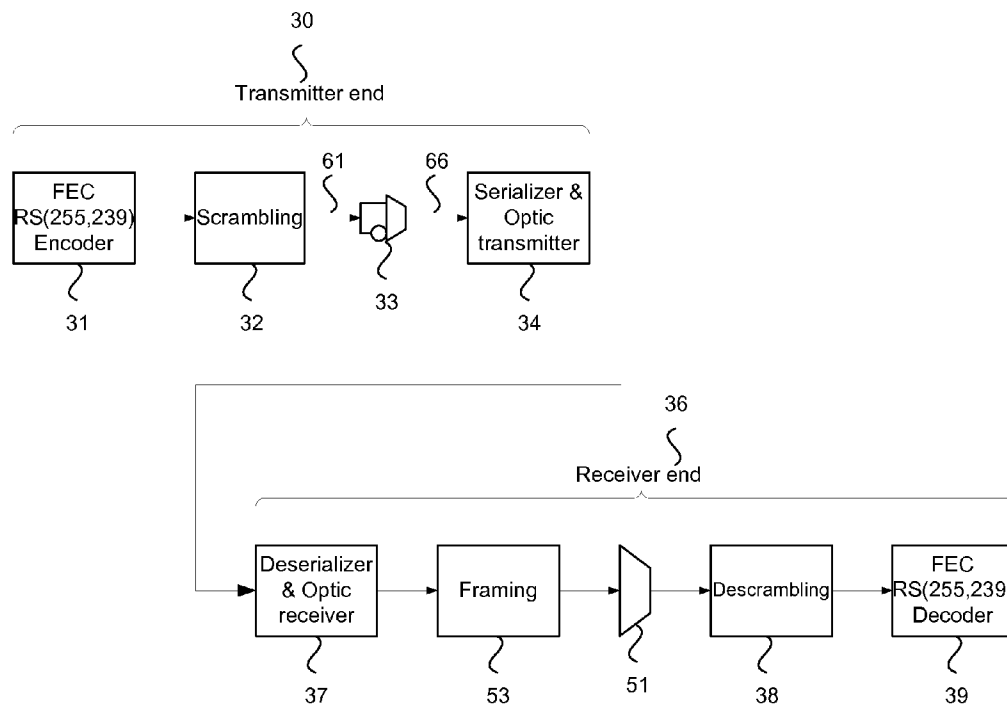 30
Transmitter end
61
66
FEC
RS(255,239)
Encoder
Scrambling
Serializer &
Optic
transmitter
31
32
33
34
36
Receiver end
Deserializer
& Optic
receiver
Framing
Descrambling
FEC
RS(255,239
Decoder
37
53
51
38
39